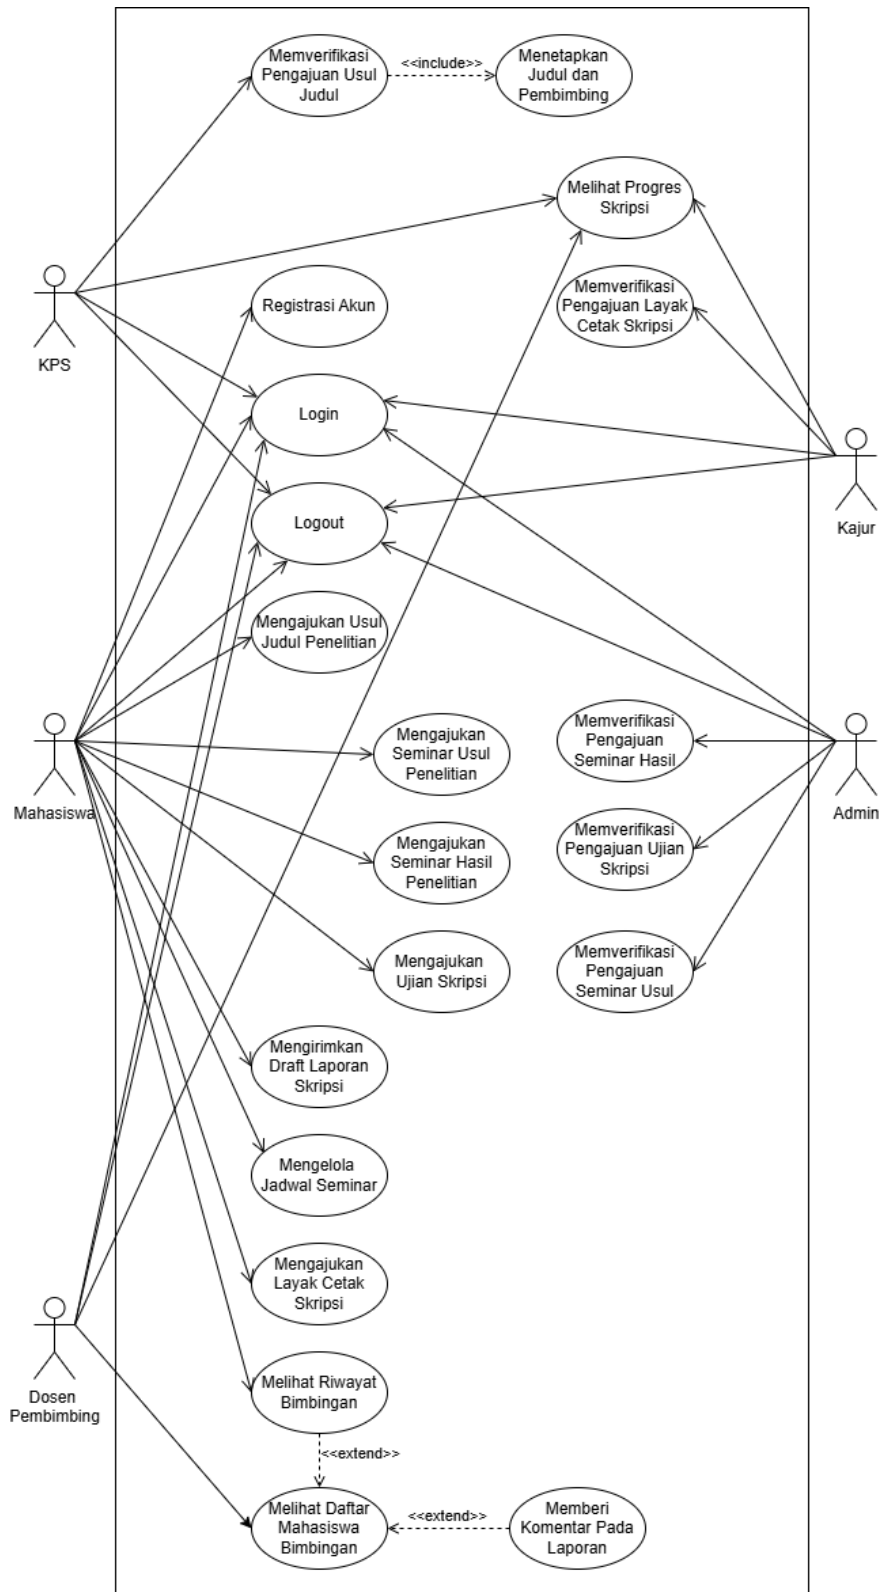 Memverifikasi
Pengajuan Usul
Judul
<<include>>
Menetapkan
Judul dan
Pembimbing
Melihat Progres
Skripsi
KPS
Registrasi Akun
Memverifikasi
Pengajuan Layak
Cetak Skripsi
Login
Kajur
Logout
Mengajukan Usul
Judul Penelitian
Mahasiswa
Mengajukan
Seminar Usul
Penelitian
Memverifikasi
Pengajuan
Seminar Hasil
Admin
Mengajukan
Seminar Hasil
Penelitian
Memverifikasi
Pengajuan Ujian
Skripsi
Mengajukan
Ujian Skripsi
Memverifikasi
Pengajuan
Seminar Usul
Mengirimkan
Draft Laporan
Skripsi
Mengelola
Jadwal Seminar
Mengajukan
Layak Cetak
Skripsi
Dosen
Pembimbing
Melihat Riwayat
Bimbingan
<<extend>>
Melihat Daftar
Mahasiswa
Bimbingan
<<extend>>
Memberi
Komentar Pada
Laporan